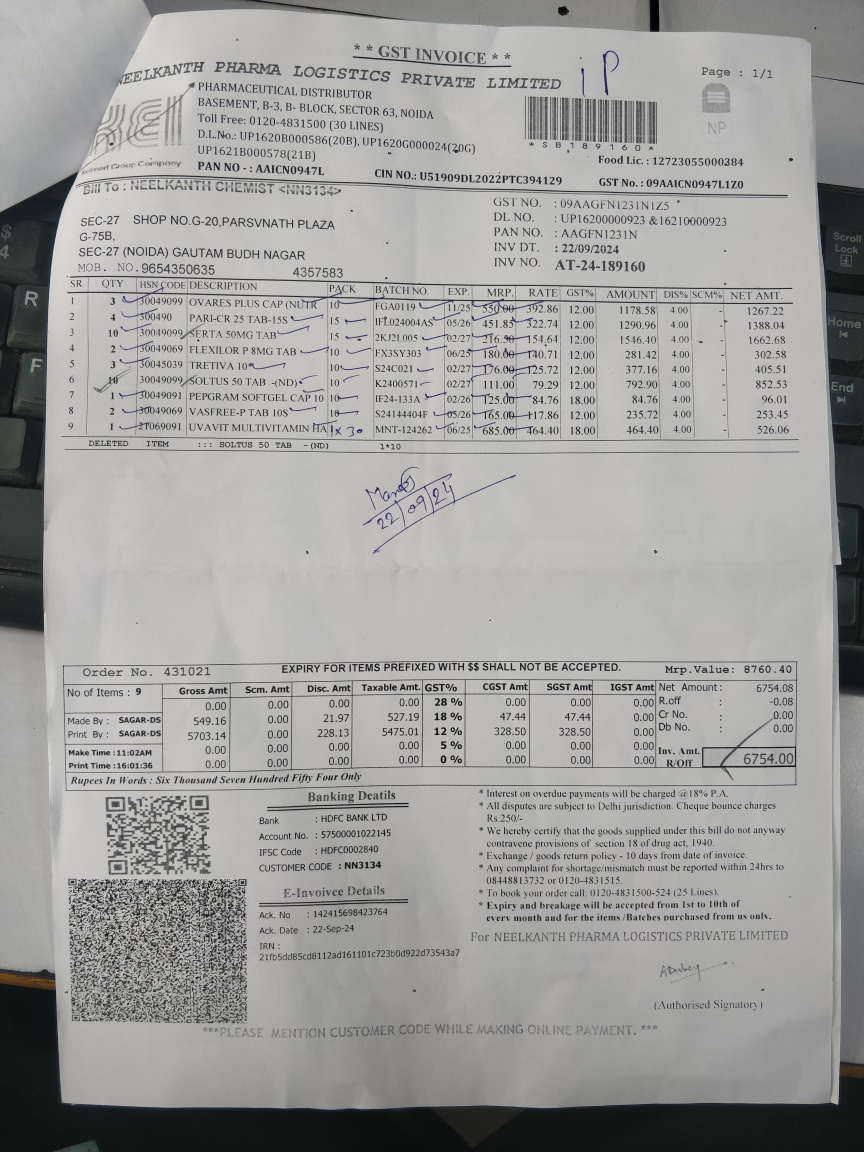 * * GST INVOICE * *
NEELKANTH PHARMA LOGISTICS PRIVATE LIMITED
IP
Page : 1/1
PHARMACEUTICAL DISTRIBUTOR
BASEMENT, B-3, B- BLOCK, SECTOR 63, NOIDA
Toll Free: 0120-4831500 (30 LINES)
D.L.No.: UP1620B000586(20B), UP1620G000024(20G)
UP1621B000578(21B)
PAN NO - : AAICN0947L
CIN NO.: U51909DL2022PTC394129
* S B 1 8 9 1 6 0 *
NP
Food Lic. : 12723055000384
GST No. : 09AAICN0947L1Z0
Group Company
Bill To : NEELKANTH CHEMIST <NN3134>
SEC-27 SHOP NO.G-20,PARSVNATH PLAZA
G-75B,
SEC-27 (NOIDA) GAUTAM BUDH NAGAR
MOB. NO.9654350635 4357583
GST NO. : 09AAGFN1231N1Z5
DL NO. : UP16200000923 &16210000923
PAN NO. : AAGFN1231N
INV DT. : 22/09/2024
INV NO. AT-24-189160
SR QTY HSN CODE DESCRIPTION PACK BATCH NO. EXP. MRP. RATE GST% AMOUNT DIS% SCM% NET AMT.
1 3 30049099 OVARES PLUS CAP (NUTR 10 FGA0119 11/25 550.00 392.86 12.00 1178.58 4.00 - 1267.22
2 4 300490 PARI-CR 25 TAB-15S 15 IFL024004AS 05/26 451.85 322.74 12.00 1290.96 4.00 - 1388.04
3 10 30049099 SERTA 50MG TAB 15 2KJ2L005 02/27 216.50 154.64 12.00 1546.40 4.00 - 1662.68
4 2 30049069 FLEXILOR P 8MG TAB 10 FX3SY303 06/25 180.00 140.71 12.00 281.42 4.00 - 302.58
5 3 30045039 TRETIVA 10 10 S24C021 02/27 176.00 125.72 12.00 377.16 4.00 - 405.51
6 10 30049099 SOLTUS 50 TAB -(ND) 10 K2400571 02/27 111.00 79.29 12.00 792.90 4.00 - 852.53
7 1 30049091 PEPGRAM SOFTGEL CAP 10 10 IF24-133A 02/26 125.00 84.76 18.00 84.76 4.00 - 96.01
8 2 30049069 VASFREE-P TAB 10S 10 S24144404F 05/26 165.00 117.86 12.00 235.72 4.00 - 253.45
9 1 21069091 UVAVIT MULTIVITAMIN HA 1x30 MNT-124262 06/25 685.00 464.40 18.00 464.40 4.00 - 526.06
DELETED ITEM ::: SOLTUS 50 TAB -(ND) 1*10
22/09/24
Order No. 431021 EXPIRY FOR ITEMS PREFIXED WITH $$ SHALL NOT BE ACCEPTED. Mrp.Value: 8760.40
No of Items : 9
Made By : SAGAR-DS
Print By : SAGAR-DS
Make Time :11:02AM
Print Time :16:01:36
Gross Amt Scm. Amt Disc. Amt Taxable Amt. GST% CGST Amt SGST Amt IGST Amt
0.00 0.00 0.00 0.00 28 % 0.00 0.00 0.00
549.16 0.00 21.97 527.19 18 % 47.44 47.44 0.00
5703.14 0.00 228.13 5475.01 12 % 328.50 328.50 0.00
0.00 0.00 0.00 0.00 5 % 0.00 0.00 0.00
0.00 0.00 0.00 0.00 0 % 0.00 0.00 0.00
Net Amount: 6754.08
R.off : -0.08
Cr No. : 0.00
Db No. : 0.00
Inv. Amt.
R/Off 6754.00
Rupees In Words : Six Thousand Seven Hundred Fifty Four Only
Banking Deatils
Bank : HDFC BANK LTD
Account No. : 57500001022145
IFSC Code : HDFC0002840
CUSTOMER CODE : NN3134
E-Invoivce Details
Ack. No : 142415698423764
Ack. Date : 22-Sep-24
IRN :
21fb5dd85cd8112ad161101c723b0d922d73543a7
* Interest on overdue payments will be charged @18% P.A.
* All disputes are subject to Delhi jurisdiction. Cheque bounce charges
Rs.250/-
* We hereby certify that the goods supplied under this bill do not anyway
contravene provisions of section 18 of drug act, 1940.
* Exchange / goods return policy - 10 days from date of invoice.
* Any complaint for shortage/mismatch must be reported within 24hrs to
08448813732 or 0120-4831515.
* To book your order call: 0120-4831500-524 (25 Lines).
* Expiry and breakage will be accepted from 1st to 10th of
every month and for the items /Batches purchased from us only.
For NEELKANTH PHARMA LOGISTICS PRIVATE LIMITED
(Authorised Signatory)
***PLEASE MENTION CUSTOMER CODE WHILE MAKING ONLINE PAYMENT. ***
$
4
R
F
Scroll
Lock
Home
End